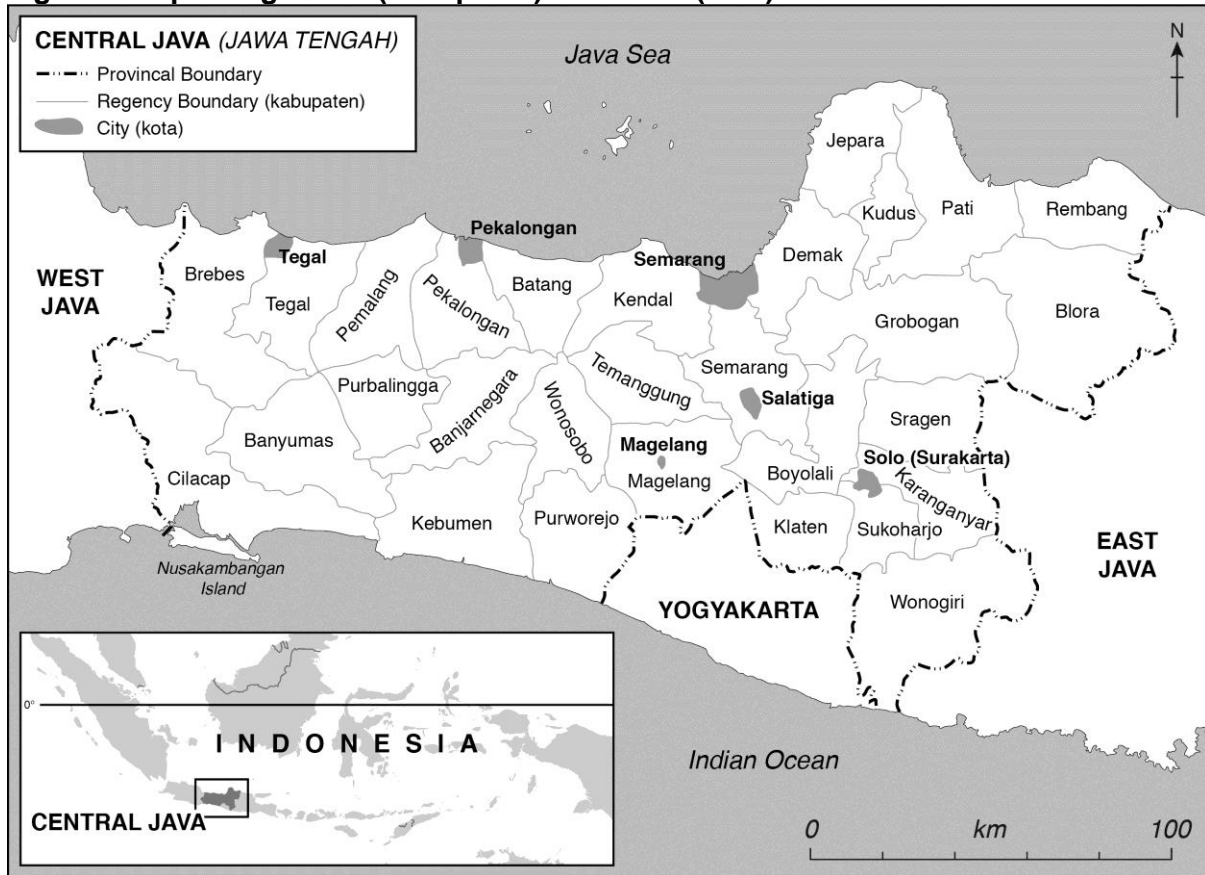 CENTRAL JAVA (JAWA TENGAH)
Provincal Boundary
Regency Boundary (kabupaten)
City (kota)
Java Sea
N
Jepara
Kudus
Pati
Rembang
Pekalongan
Tegal
Semarang
Demak
Brebes
WEST
JAVA
Tegal
Pemalang
Pekalongan
Batang
Kendal
Grobogan
Blora
Purbalingga
Banjarnegara
Wonosobo
Temanggung
Semarang
Salatiga
Sragen
Banyumas
Magelang
Magelang
Boyolali
Solo (Surakarta)
Karanganyar
Cilacap
Kebumen
Purworejo
Klaten
Sukoharjo
EAST
JAVA
Nusakambangan
Island
YOGYAKARTA
Wonogiri
0°
INDONESIA
CENTRAL JAVA
Indian Ocean
0 km 100